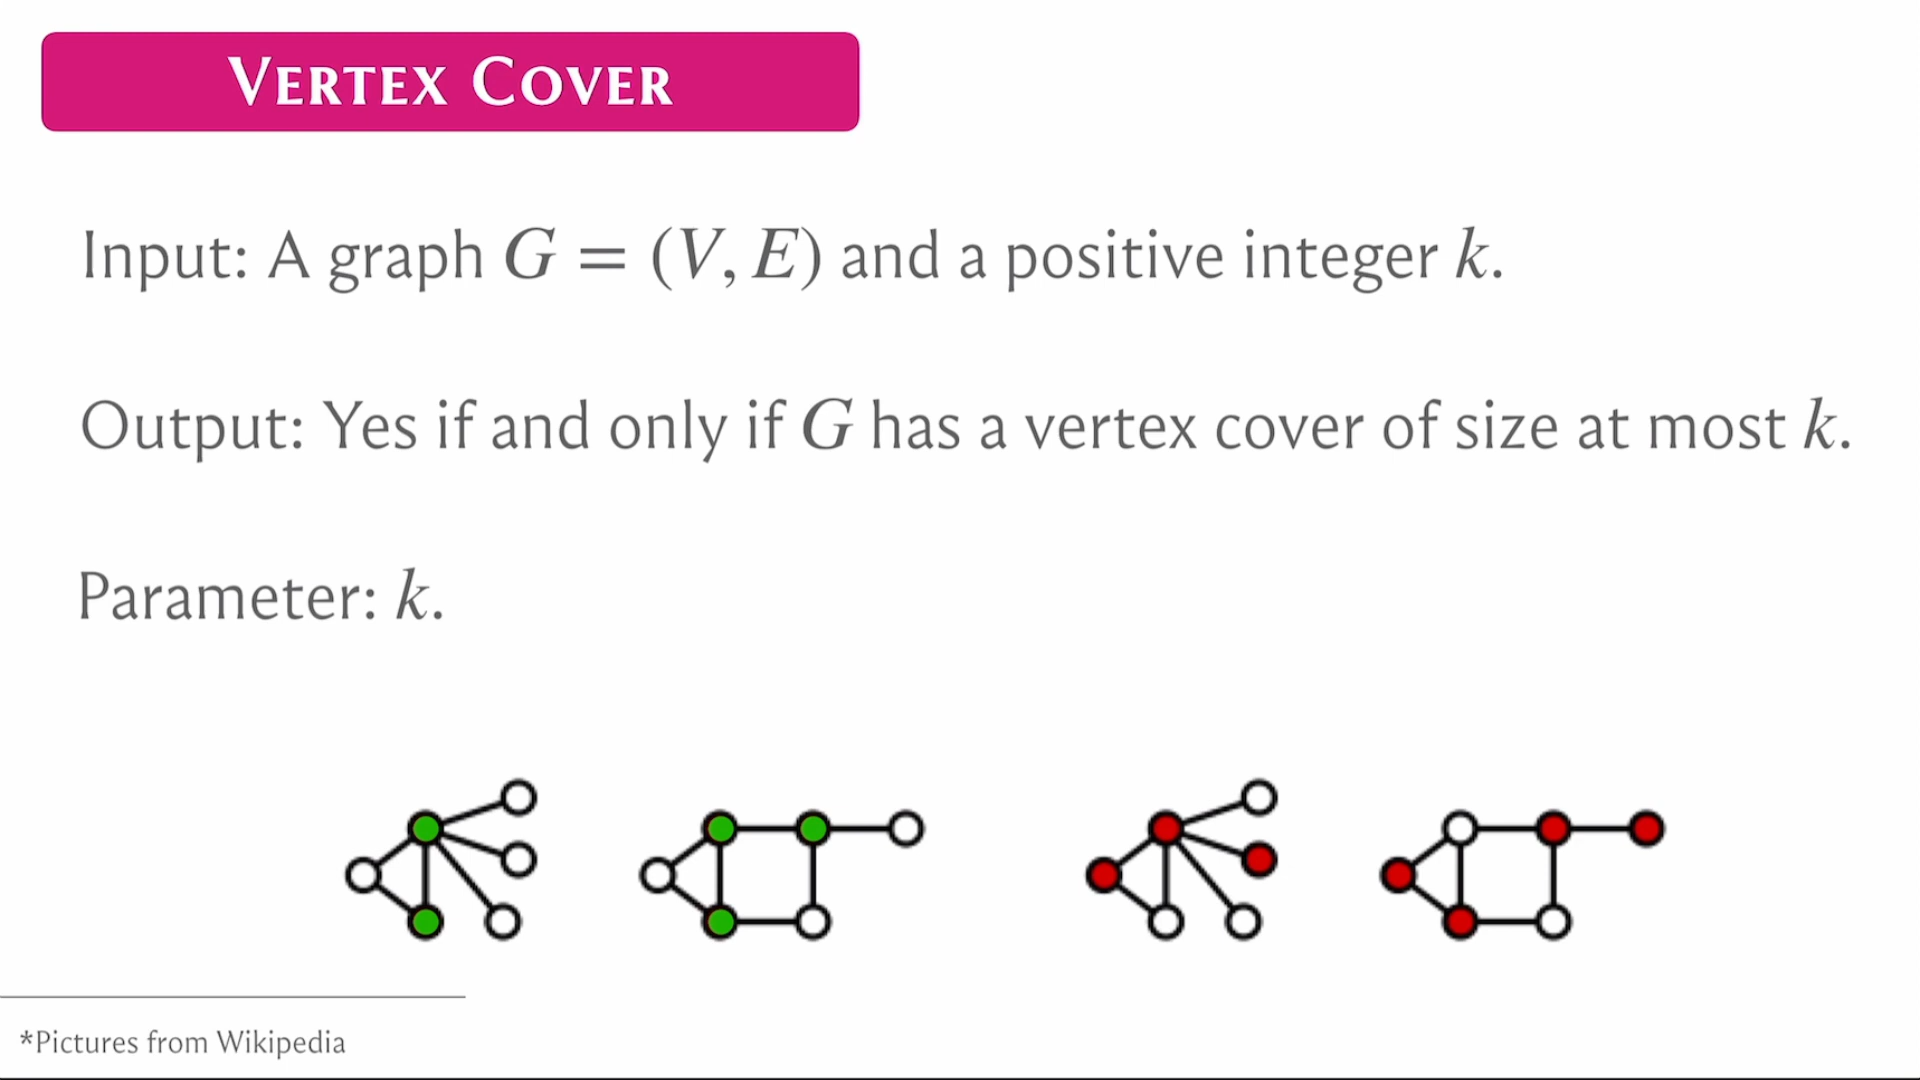 VERTEX COVER
Input: A graph G = (V, E) and a positive integer k.
Output: Yes if and only if G has a vertex cover of size at most k.
Parameter: k.
*Pictures from Wikipedia